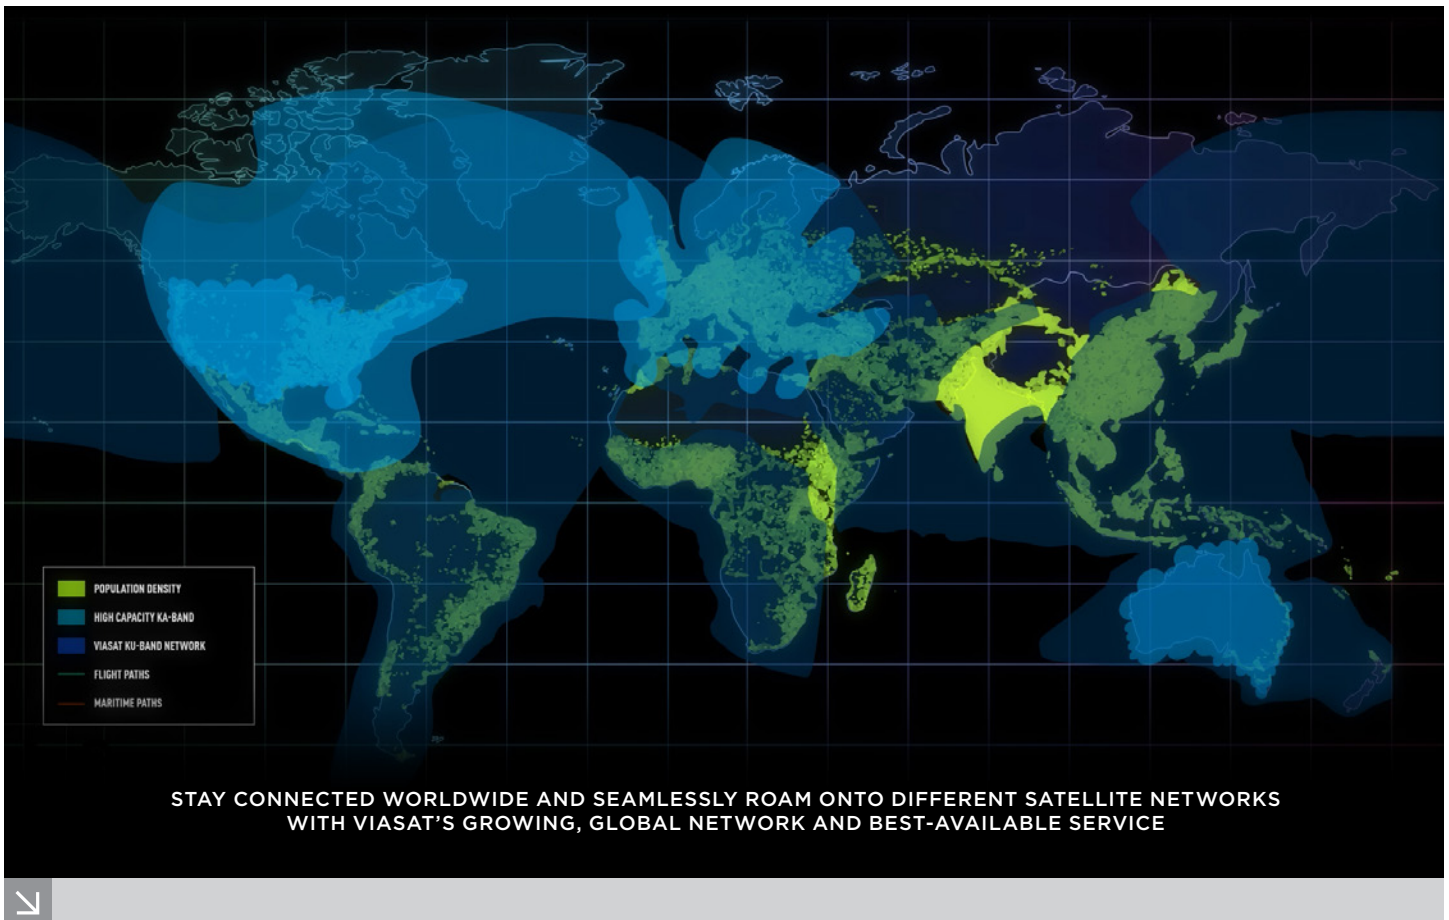 POPULATION DENSITY
HIGH CAPACITY KA-BAND
VIASAT KU-BAND NETWORK
FLIGHT PATHS
MARITIME PATHS
STAY CONNECTED WORLDWIDE AND SEAMLESSLY ROAM ONTO DIFFERENT SATELLITE NETWORKS
WITH VIASAT'S GROWING, GLOBAL NETWORK AND BEST-AVAILABLE SERVICE